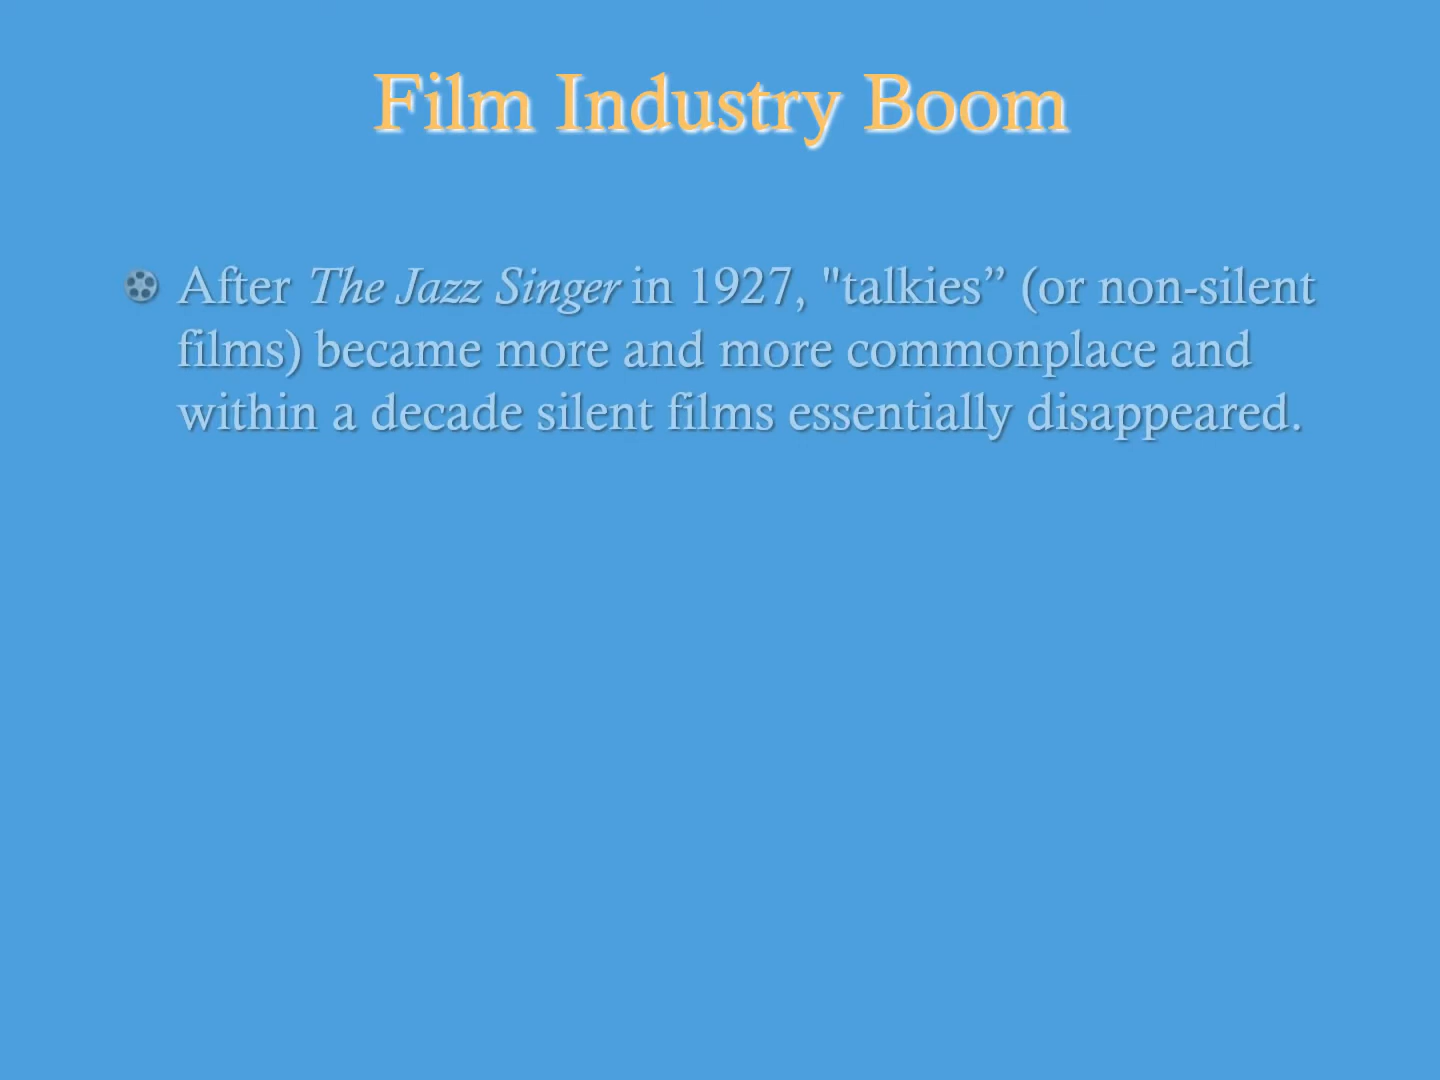 Film Industry Boom
After The Jazz Singer in 1927, "talkies” (or non-silent
films) became more and more commonplace and
within a decade silent films essentially disappeared.